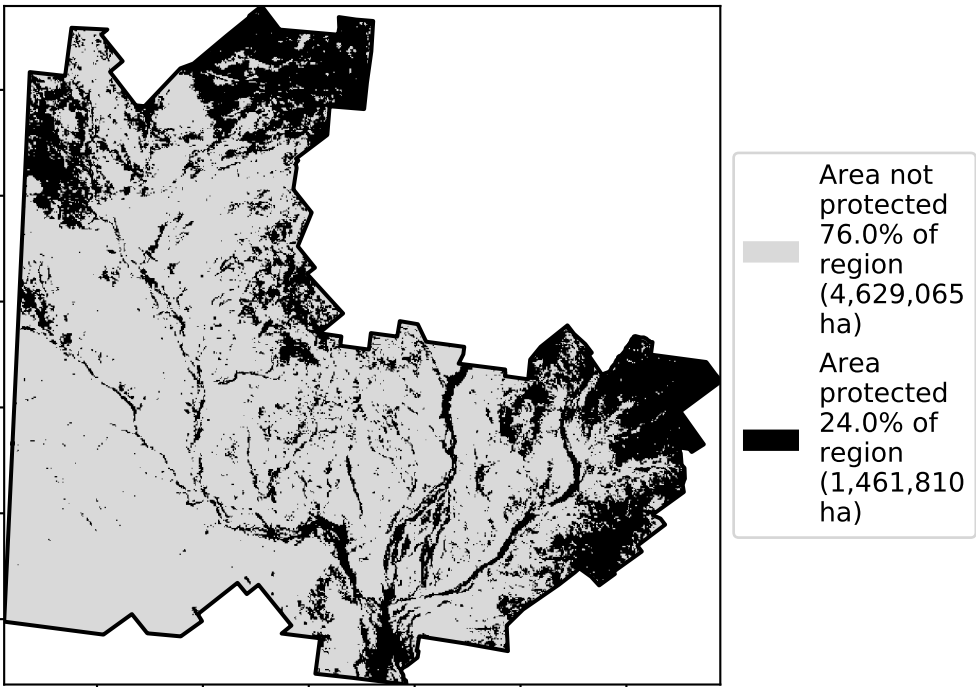 Area not
protected
76.0% of
region
(4,629,065
ha)
Area
protected
24.0% of
region
(1,461,810
ha)